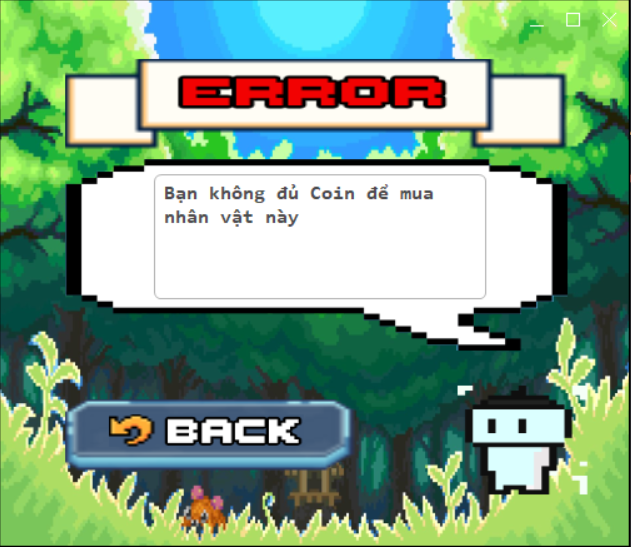 ERROR
Bạn không đủ Coin để mua
nhân vật này
BACK